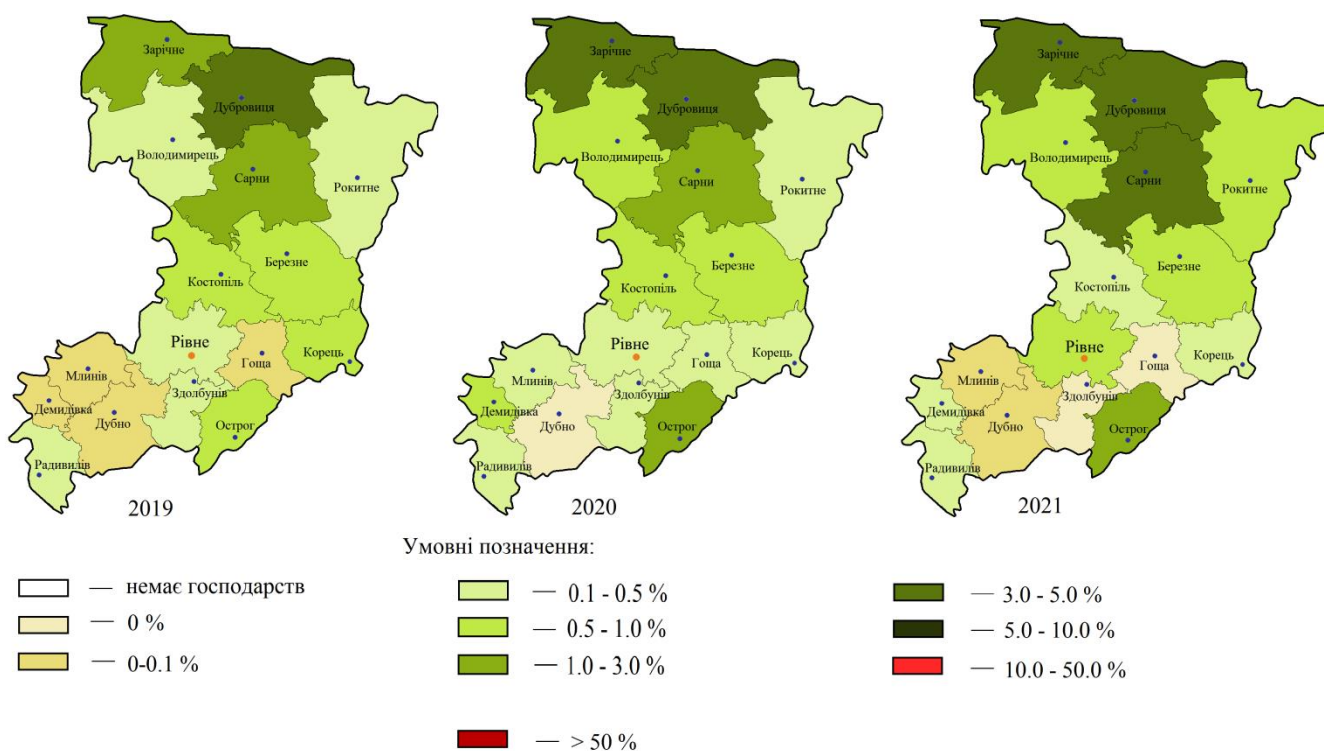 Зарічне
Дубровиця
Володимирець
Сарни
Рокитне
Березне
Костопіль
Рівне
Гоща
Корець
Млинів
Здолбунів
Демидівка
Дубно
Острог
Радивилів
2019
Зарічне
Дубровиця
Володимирець
Сарни
Рокитне
Березне
Костопіль
Рівне
Гоща
Корець
Млинів
Здолбунів
Демидівка
Дубно
Острог
Радивилів
2020
Зарічне
Дубровиця
Володимирець
Сарни
Рокитне
Березне
Костопіль
Рівне
Гоща
Корець
Млинів
Здолбунів
Демидівка
Дубно
Острог
Радивилів
2021
Умовні позначення:
— немає господарств
— 0 %
— 0-0.1 %
— 0.1 - 0.5 %
— 0.5 - 1.0 %
— 1.0 - 3.0 %
— > 50 %
— 3.0 - 5.0 %
— 5.0 - 10.0 %
— 10.0 - 50.0 %